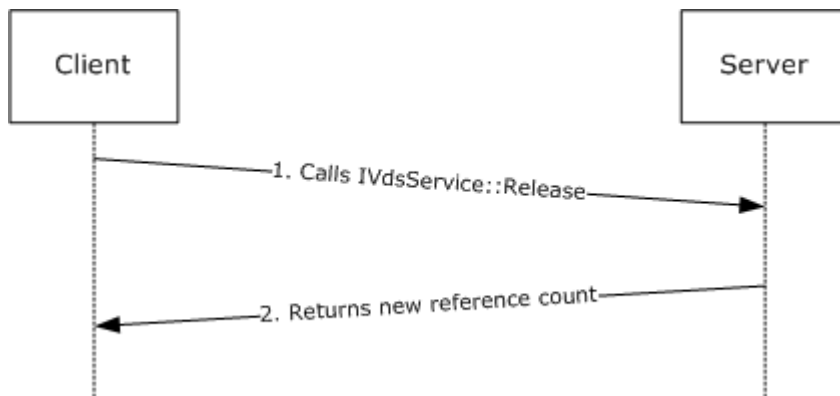 Client
Server
1. Calls IVdsService::Release
2. Returns new reference count